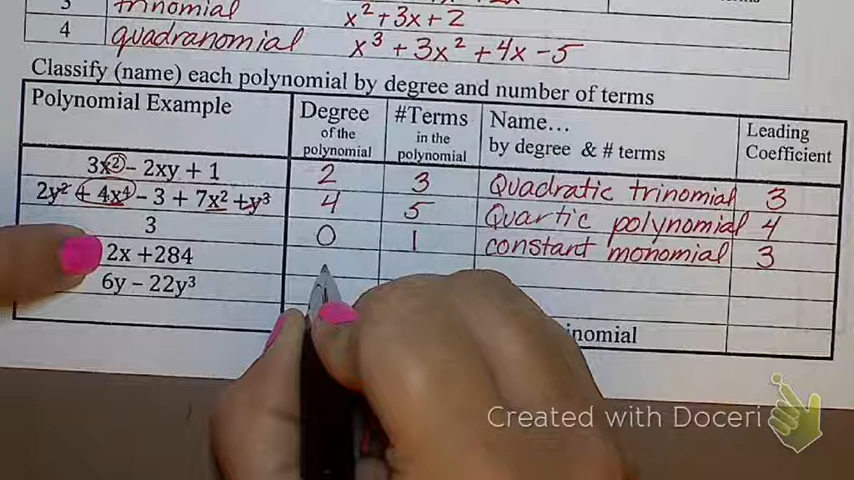 3 trinomial x² + 3x + 2
4 quadranomial x³ + 3x² + 4x - 5
Classify (name) each polynomial by degree and number of terms
Polynomial Example Degree of the polynomial #Terms in the polynomial Name... by degree & # terms Leading Coefficient
3x² - 2xy + 1 2 3 Quadratic trinomial 3
2y² + 4x⁴ - 3 + 7x² + y³ 4 5 Quartic polynomial 4
3 0 1 constant monomial 3
2x + 284
6y - 22y³
inomial
Created with Doceri